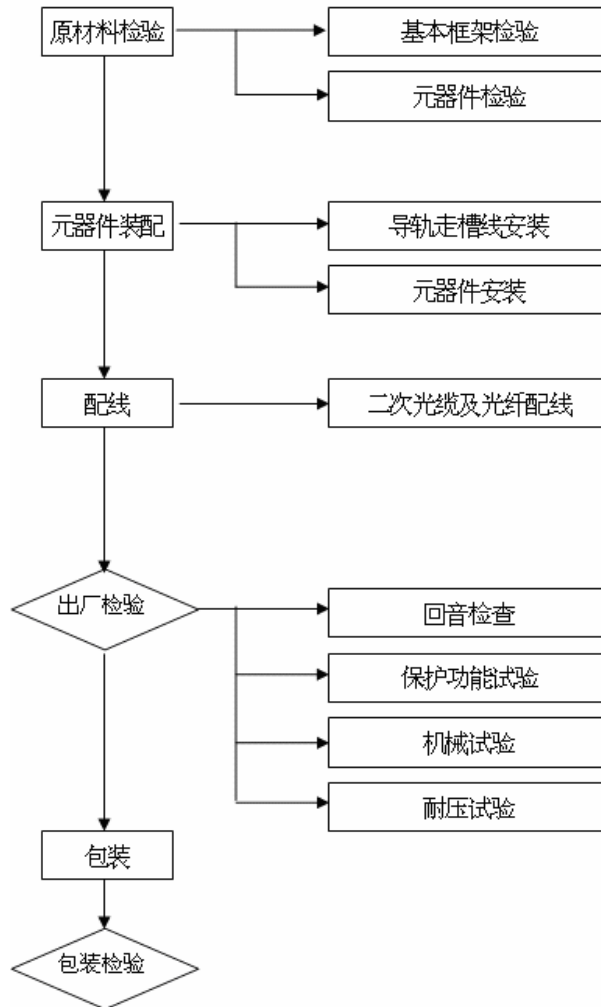 原材料检验
基本框架检验
元器件检验
元器件装配
导轨走槽线安装
元器件安装
配线
二次光缆及光纤配线
出厂检验
回音检查
保护功能试验
机械试验
耐压试验
包装
包装检验